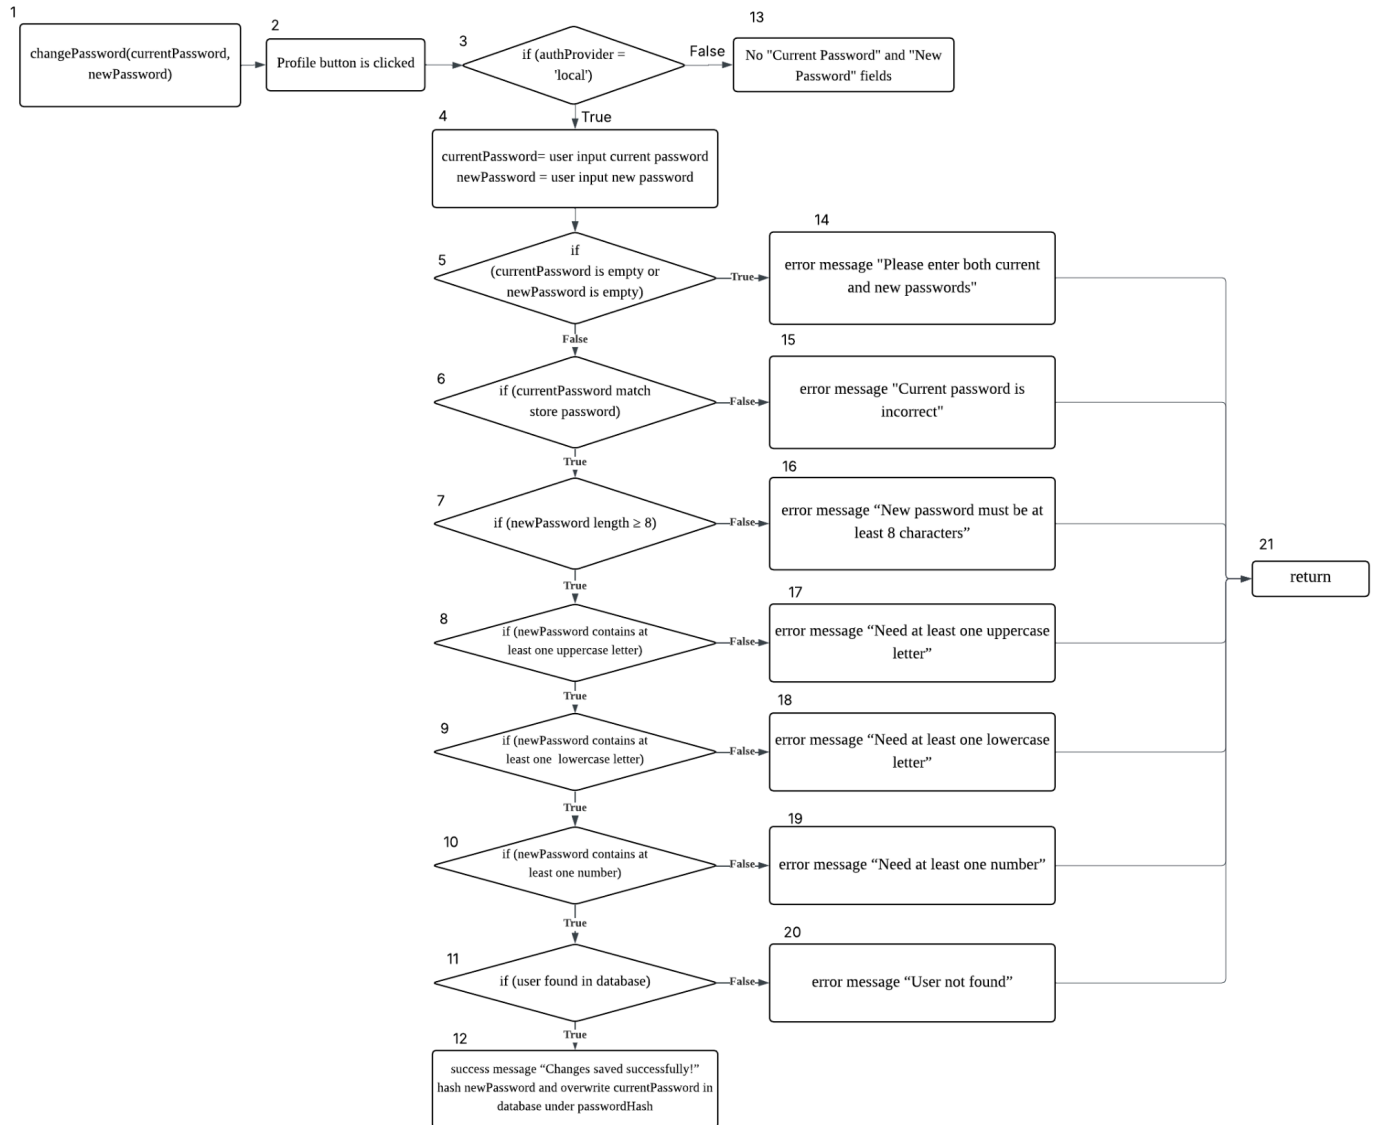 1
changePassword(currentPassword,
newPassword)
2
Profile button is clicked
3
if (authProvider =
'local')
False
13
No "Current Password" and "New
Password" fields
True
4
currentPassword= user input current password
newPassword = user input new password
5
if
(currentPassword is empty or
newPassword is empty)
True
14
error message "Please enter both current
and new passwords"
False
6
if (currentPassword match
store password)
False
15
error message "Current password is
incorrect"
True
7
if (newPassword length ≥ 8)
False
16
error message “New password must be at
least 8 characters”
True
8
if (newPassword contains at
least one uppercase letter)
False
17
error message “Need at least one uppercase
letter”
True
9
if (newPassword contains at
least one  lowercase letter)
False
18
error message “Need at least one lowercase
letter”
True
10
if (newPassword contains at
least one number)
False
19
error message “Need at least one number”
True
11
if (user found in database)
False
20
error message “User not found”
21
return
True
12
success message “Changes saved successfully!”
hash newPassword and overwrite currentPassword in
database under passwordHash